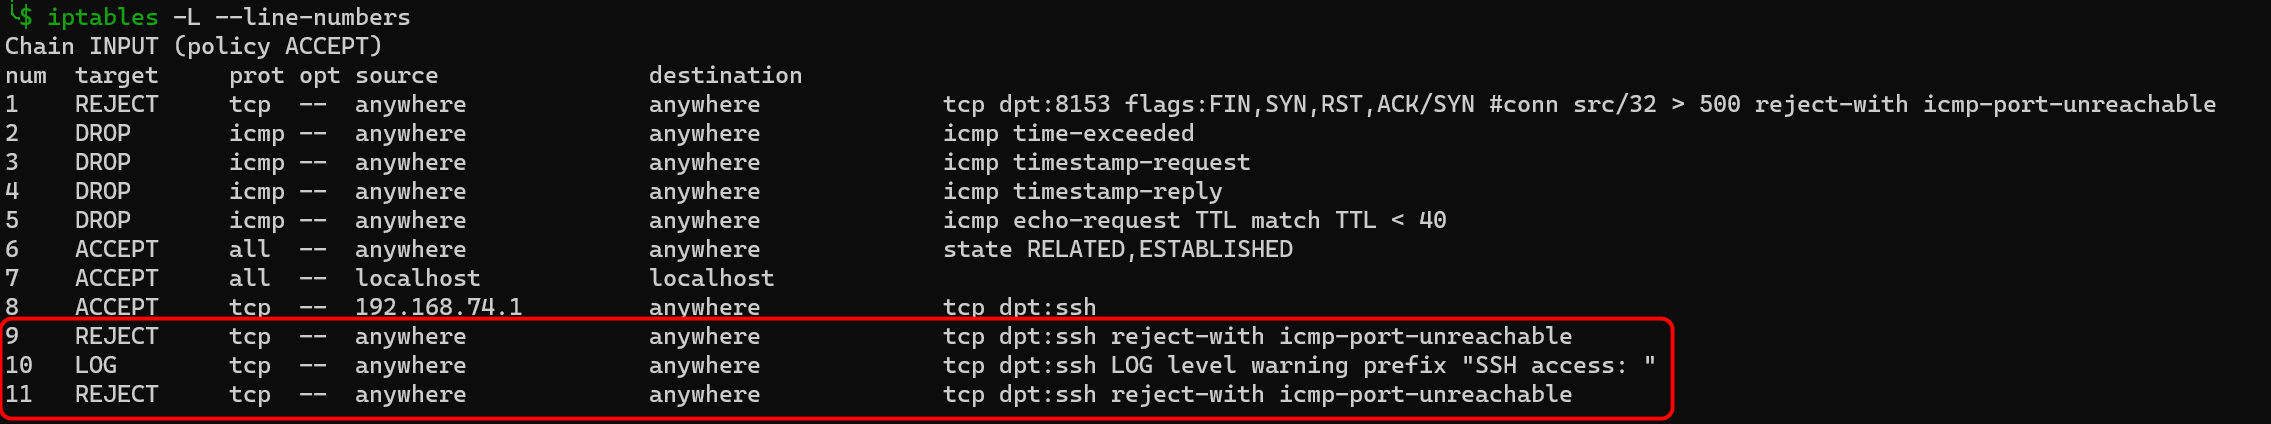 $ iptables -L --line-numbers
Chain INPUT (policy ACCEPT)
num  target     prot opt source               destination
1    REJECT     tcp  --  anywhere             anywhere             tcp dpt:8153 flags:FIN,SYN,RST,ACK/SYN #conn src/32 > 500 reject-with icmp-port-unreachable
2    DROP       icmp --  anywhere             anywhere             icmp time-exceeded
3    DROP       icmp --  anywhere             anywhere             icmp timestamp-request
4    DROP       icmp --  anywhere             anywhere             icmp timestamp-reply
5    DROP       icmp --  anywhere             anywhere             icmp echo-request TTL match TTL < 40
6    ACCEPT     all  --  anywhere             anywhere             state RELATED,ESTABLISHED
7    ACCEPT     all  --  localhost            localhost
8    ACCEPT     tcp  --  192.168.74.1         anywhere             tcp dpt:ssh
9    REJECT     tcp  --  anywhere             anywhere             tcp dpt:ssh reject-with icmp-port-unreachable
10   LOG        tcp  --  anywhere             anywhere             tcp dpt:ssh LOG level warning prefix "SSH access: "
11   REJECT     tcp  --  anywhere             anywhere             tcp dpt:ssh reject-with icmp-port-unreachable